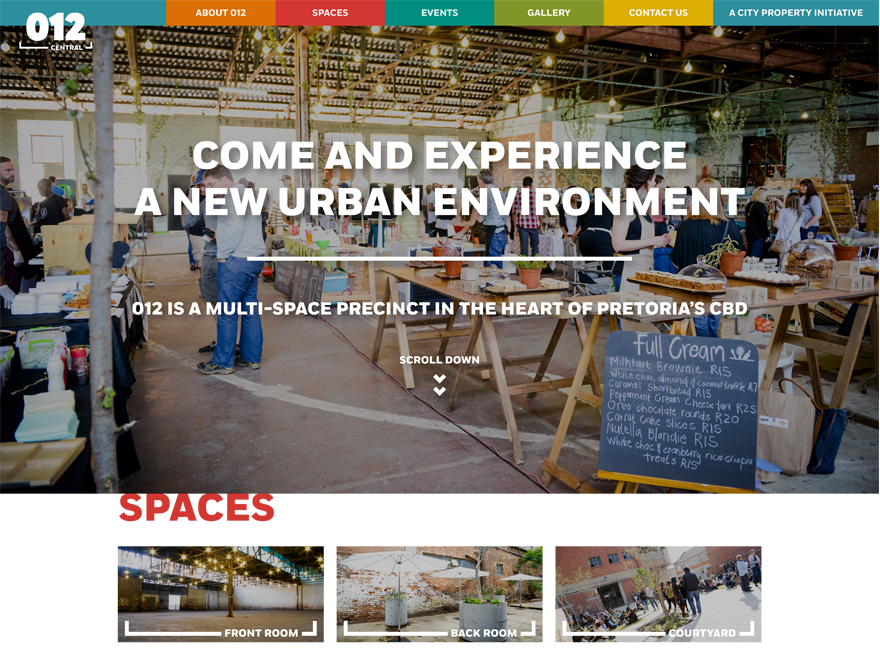 012
CENTRAL
ABOUT 012
SPACES
EVENTS
GALLERY
CONTACT US
A CITY PROPERTY INITIATIVE
COME AND EXPERIENCE
A NEW URBAN ENVIRONMENT
012 IS A MULTI-SPACE PRECINCT IN THE HEART OF PRETORIA'S CBD
SCROLL DOWN
Full Cream
Milktart Brownie R15
White choc, almond & coconut truffle R7
Caramel Shortbread R15
Peppermint Cream Cheese tart R25
Oreo chocolate rounds R20
Carrot Cake slices R15
Nutella Blondie R15
White choc & cranberry rice crispie
treats R15
SPACES
FRONT ROOM
BACK ROOM
COURTYARD